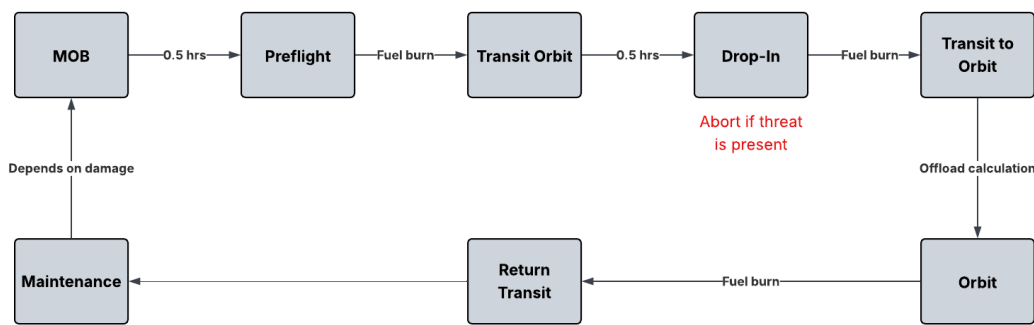 MOB
0.5 hrs
Preflight
Fuel burn
Transit Orbit
0.5 hrs
Drop-In
Fuel burn
Transit to
Orbit
Abort if threat
is present
Depends on damage
Offload calculation
Maintenance
Return
Transit
Fuel burn
Orbit